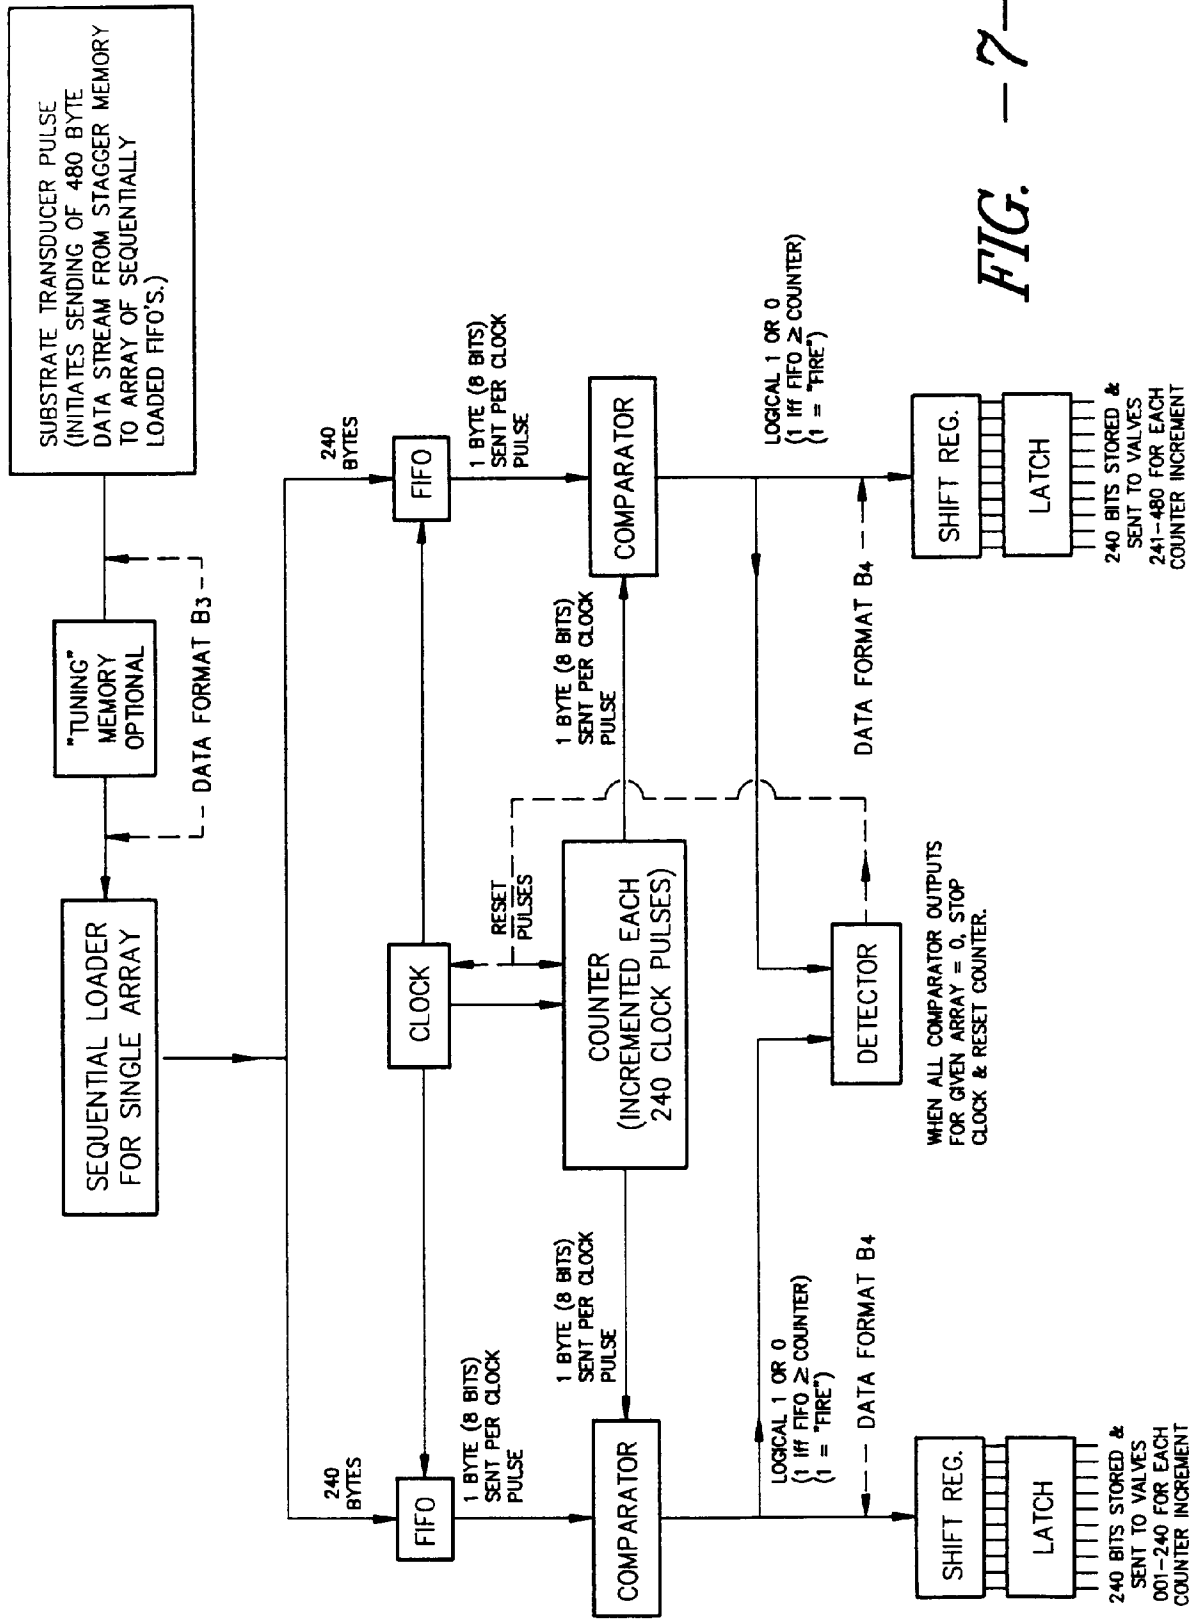 SUBSTRATE TRANSDUCER PULSE
(INITIATES SENDING OF 480 BYTE
DATA STREAM FROM STAGGER MEMORY
TO ARRAY OF SEQUENTIALLY
LOADED FIFO'S.)
"TUNING"
MEMORY
OPTIONAL
DATA FORMAT B3
SEQUENTIAL LOADER
FOR SINGLE ARRAY
240
BYTES
240
BYTES
FIFO
CLOCK
FIFO
1 BYTE (8 BITS)
SENT PER CLOCK
PULSE
RESET
PULSES
1 BYTE (8 BITS)
SENT PER CLOCK
PULSE
COMPARATOR
1 BYTE (8 BITS)
SENT PER CLOCK
PULSE
COUNTER
(INCREMENTED EACH
240 CLOCK PULSES)
1 BYTE (8 BITS)
SENT PER CLOCK
PULSE
COMPARATOR
LOGICAL 1 OR 0
(1 Iff FIFO ≥ COUNTER)
(1 = "FIRE")
LOGICAL 1 OR 0
(1 Iff FIFO ≥ COUNTER)
(1 = "FIRE")
DATA FORMAT B4
DETECTOR
DATA FORMAT B4
WHEN ALL COMPARATOR OUTPUTS
FOR GIVEN ARRAY = 0, STOP
CLOCK & RESET COUNTER.
SHIFT REG.
LATCH
240 BITS STORED &
SENT TO VALVES
001-240 FOR EACH
COUNTER INCREMENT
SHIFT REG.
LATCH
240 BITS STORED &
SENT TO VALVES
241-480 FOR EACH
COUNTER INCREMENT
FIG. -7-